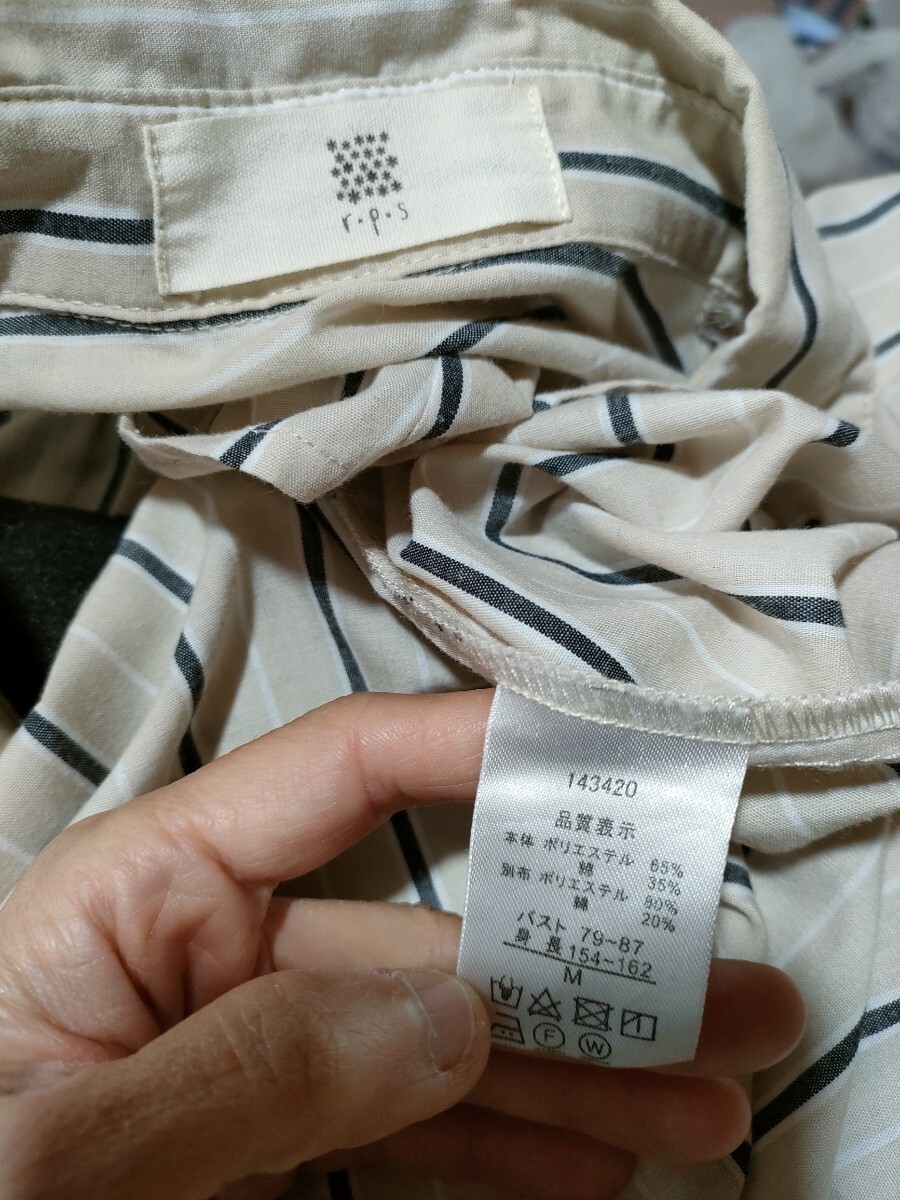 r・p・s
143420
品質表示
本体 ポリエステル 65%
綿 35%
別布 ポリエステル 80%
綿 20%
バスト 79~87
身長 154~162
M
F W